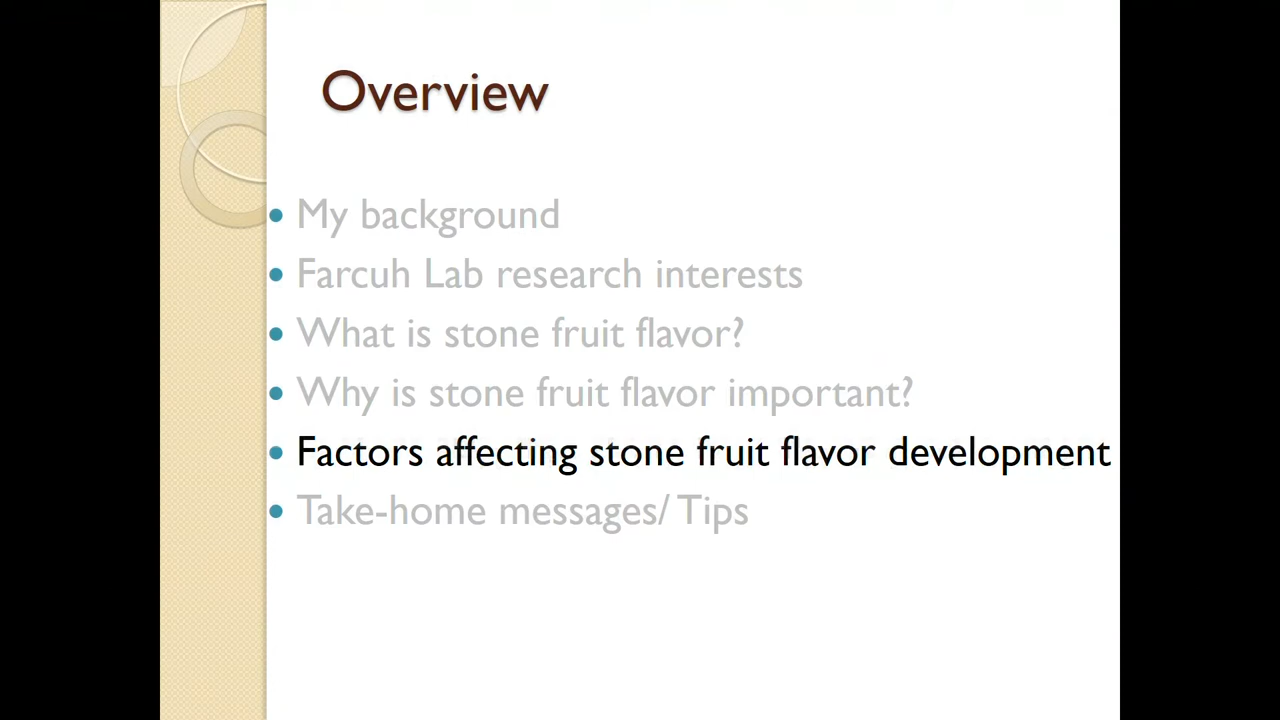 Overview
• My background
• Farcuh Lab research interests
• What is stone fruit flavor?
• Why is stone fruit flavor important?
• Factors affecting stone fruit flavor development
• Take-home messages/ Tips